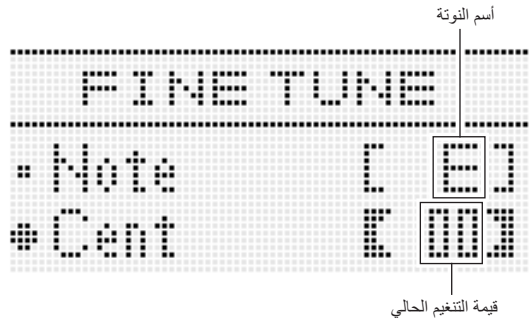 أسم النوتة
FINE TUNE
Note [ E]
Cent [ 00]
قيمة التنغيم الحالي